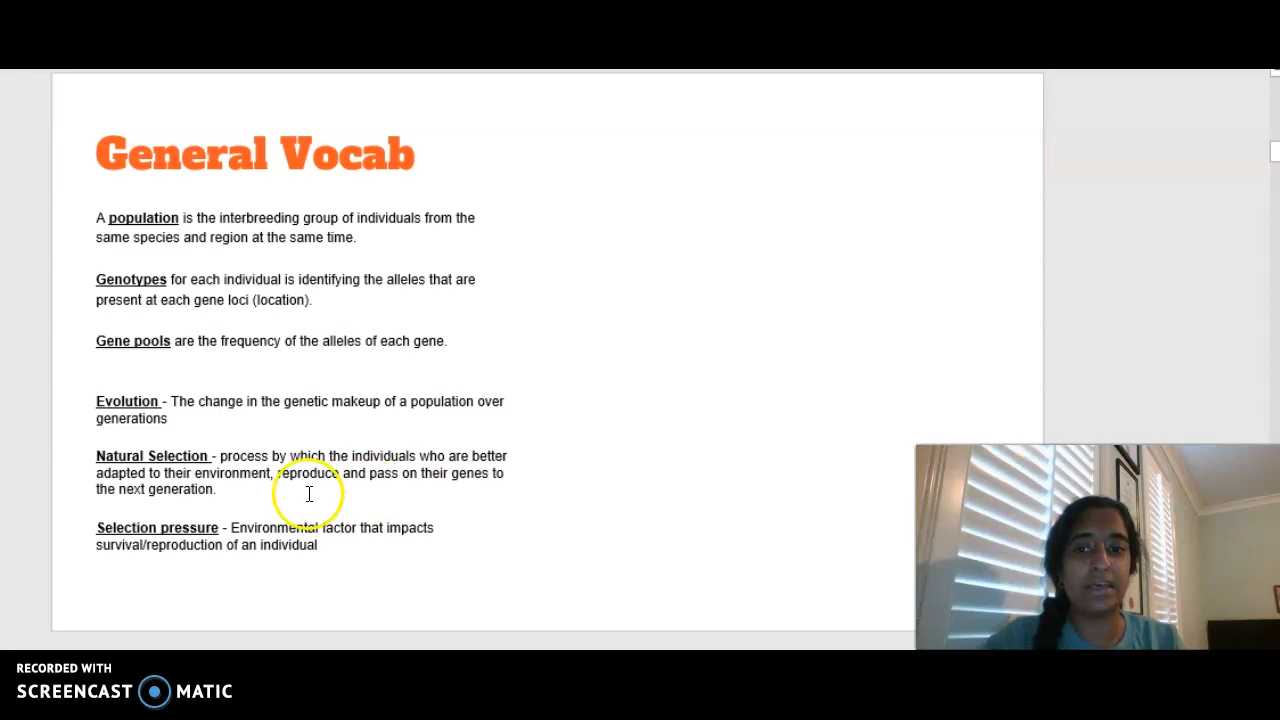 General Vocab
A population is the interbreeding group of individuals from the
same species and region at the same time.
Genotypes for each individual is identifying the alleles that are
present at each gene loci (location).
Gene pools are the frequency of the alleles of each gene.
Evolution - The change in the genetic makeup of a population over
generations
Natural Selection - process by which the individuals who are better
adapted to their environment, reproduce and pass on their genes to
the next generation.
Selection pressure - Environmental factor that impacts
survival/reproduction of an individual
RECORDED WITH
SCREENCAST MATIC